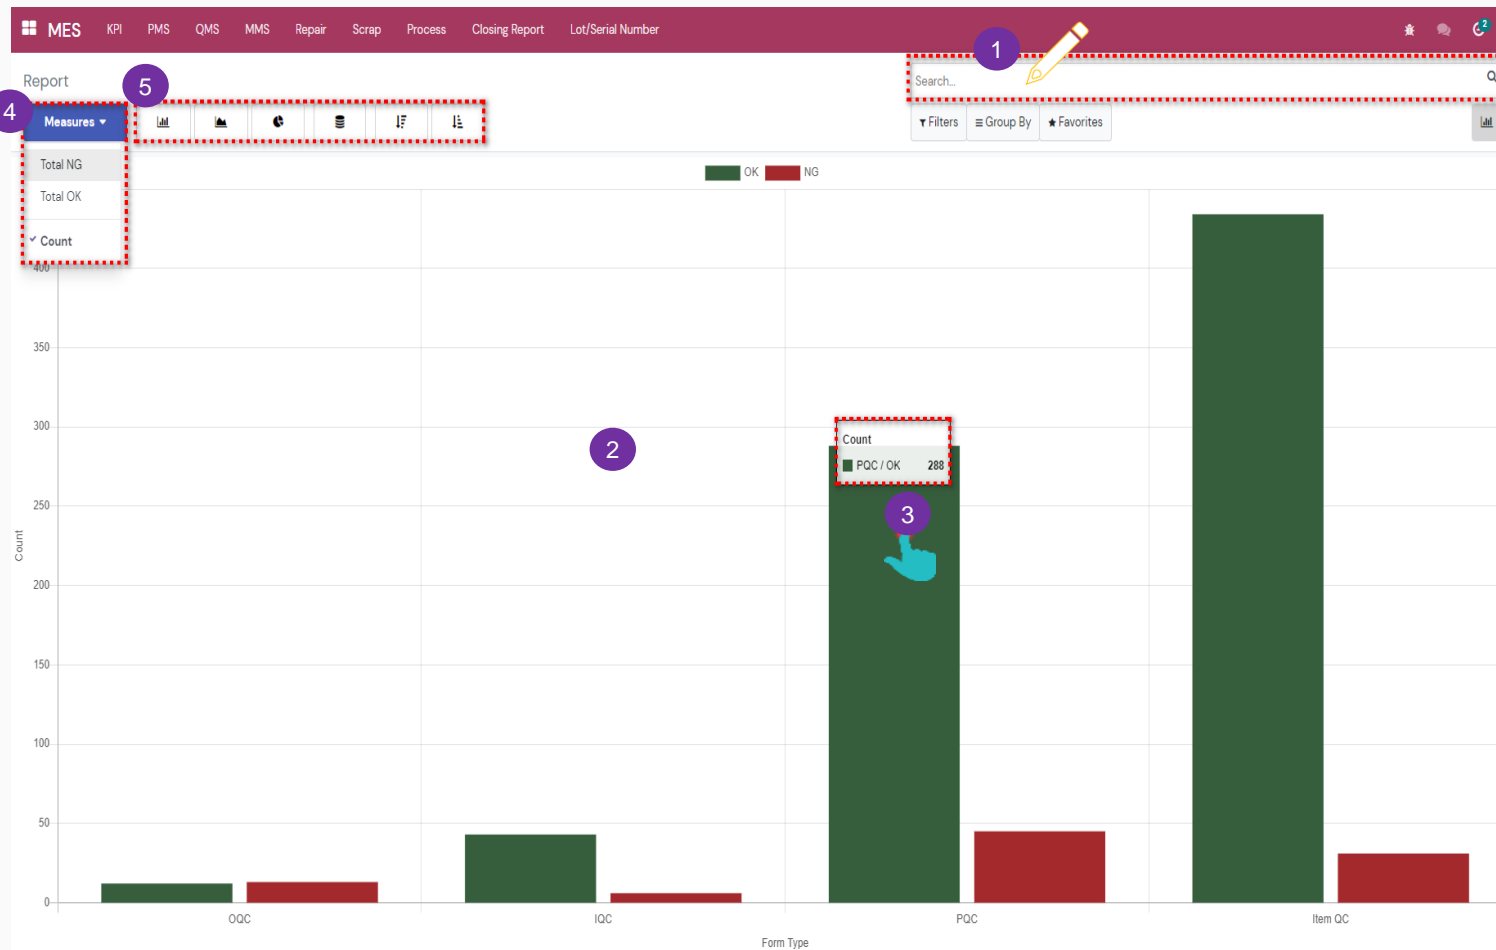 MES KPI PMS QMS MMS Repair Scrap Process Closing Report Lot/Serial Number 2
1
Report
5
Search...
4
Measures
Filters Group By Favorites
Total NG
Total OK
Count
OK NG
400
350
300
250
200
150
100
50
0
Count
2
Count
PQC / OK 288
3
OQC IQC PQC Item QC
Form Type